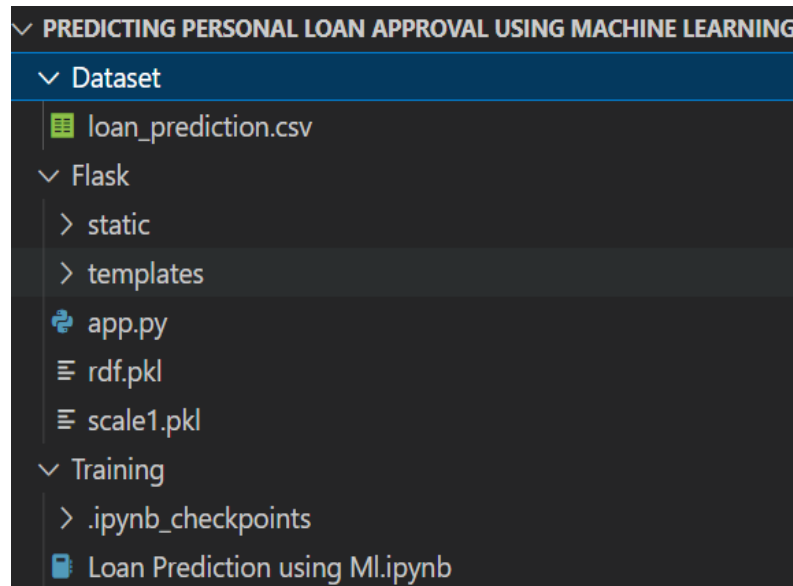 PREDICTING PERSONAL LOAN APPROVAL USING MACHINE LEARNING
Dataset
loan_prediction.csv
Flask
static
templates
app.py
rdf.pkl
scale1.pkl
Training
.ipynb_checkpoints
Loan Prediction using Ml.ipynb